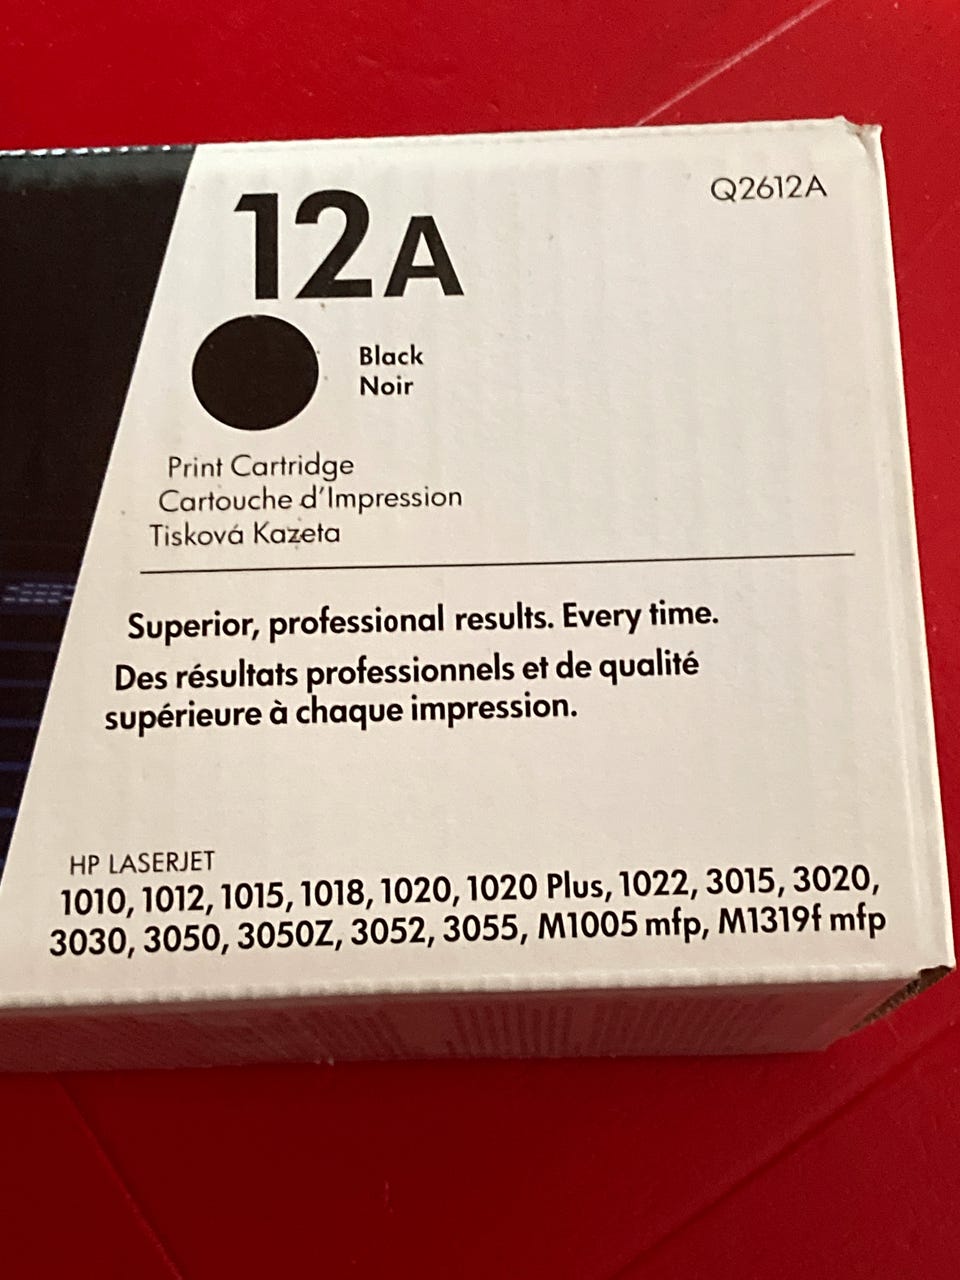 12A
Q2612A
Black
Noir
Print Cartridge
Cartouche d'Impression
Tisková Kazeta
Superior, professional results. Every time.
Des résultats professionnels et de qualité
supérieure à chaque impression.
HP LASERJET
1010, 1012, 1015, 1018, 1020, 1020 Plus, 1022, 3015, 3020,
3030, 3050, 3050Z, 3052, 3055, M1005 mfp, M1319f mfp